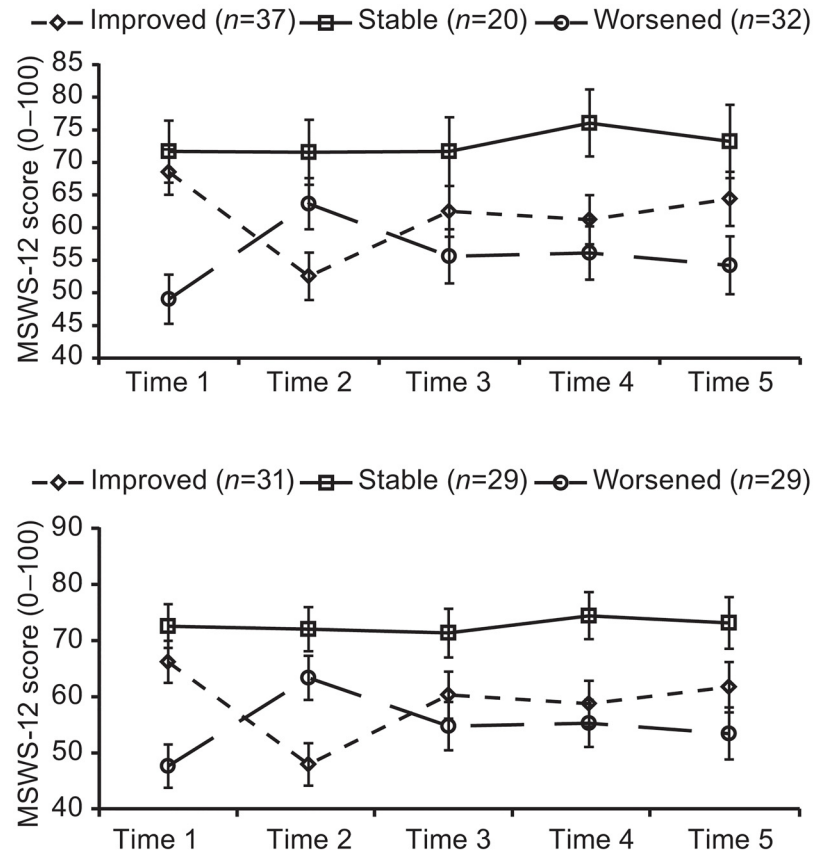 Improved (n=37) Stable (n=20) Worsened (n=32)
MSWS-12 score (0–100)
85
80
75
70
65
60
55
50
45
40
Time 1 Time 2 Time 3 Time 4 Time 5
Improved (n=31) Stable (n=29) Worsened (n=29)
MSWS-12 score (0–100)
90
80
70
60
50
40
Time 1 Time 2 Time 3 Time 4 Time 5